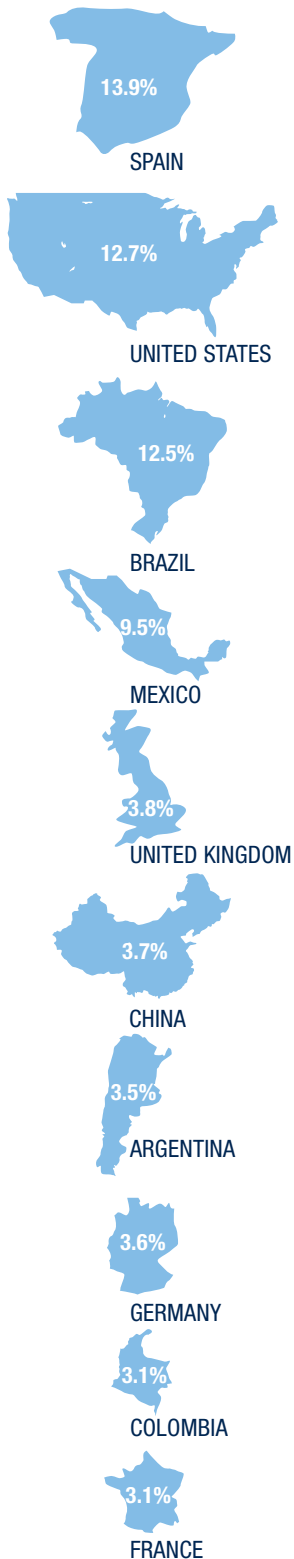 13.9%
SPAIN
12.7%
UNITED STATES
12.5%
BRAZIL
9.5%
MEXICO
3.8%
UNITED KINGDOM
3.7%
CHINA
3.5%
ARGENTINA
3.6%
GERMANY
3.1%
COLOMBIA
3.1%
FRANCE